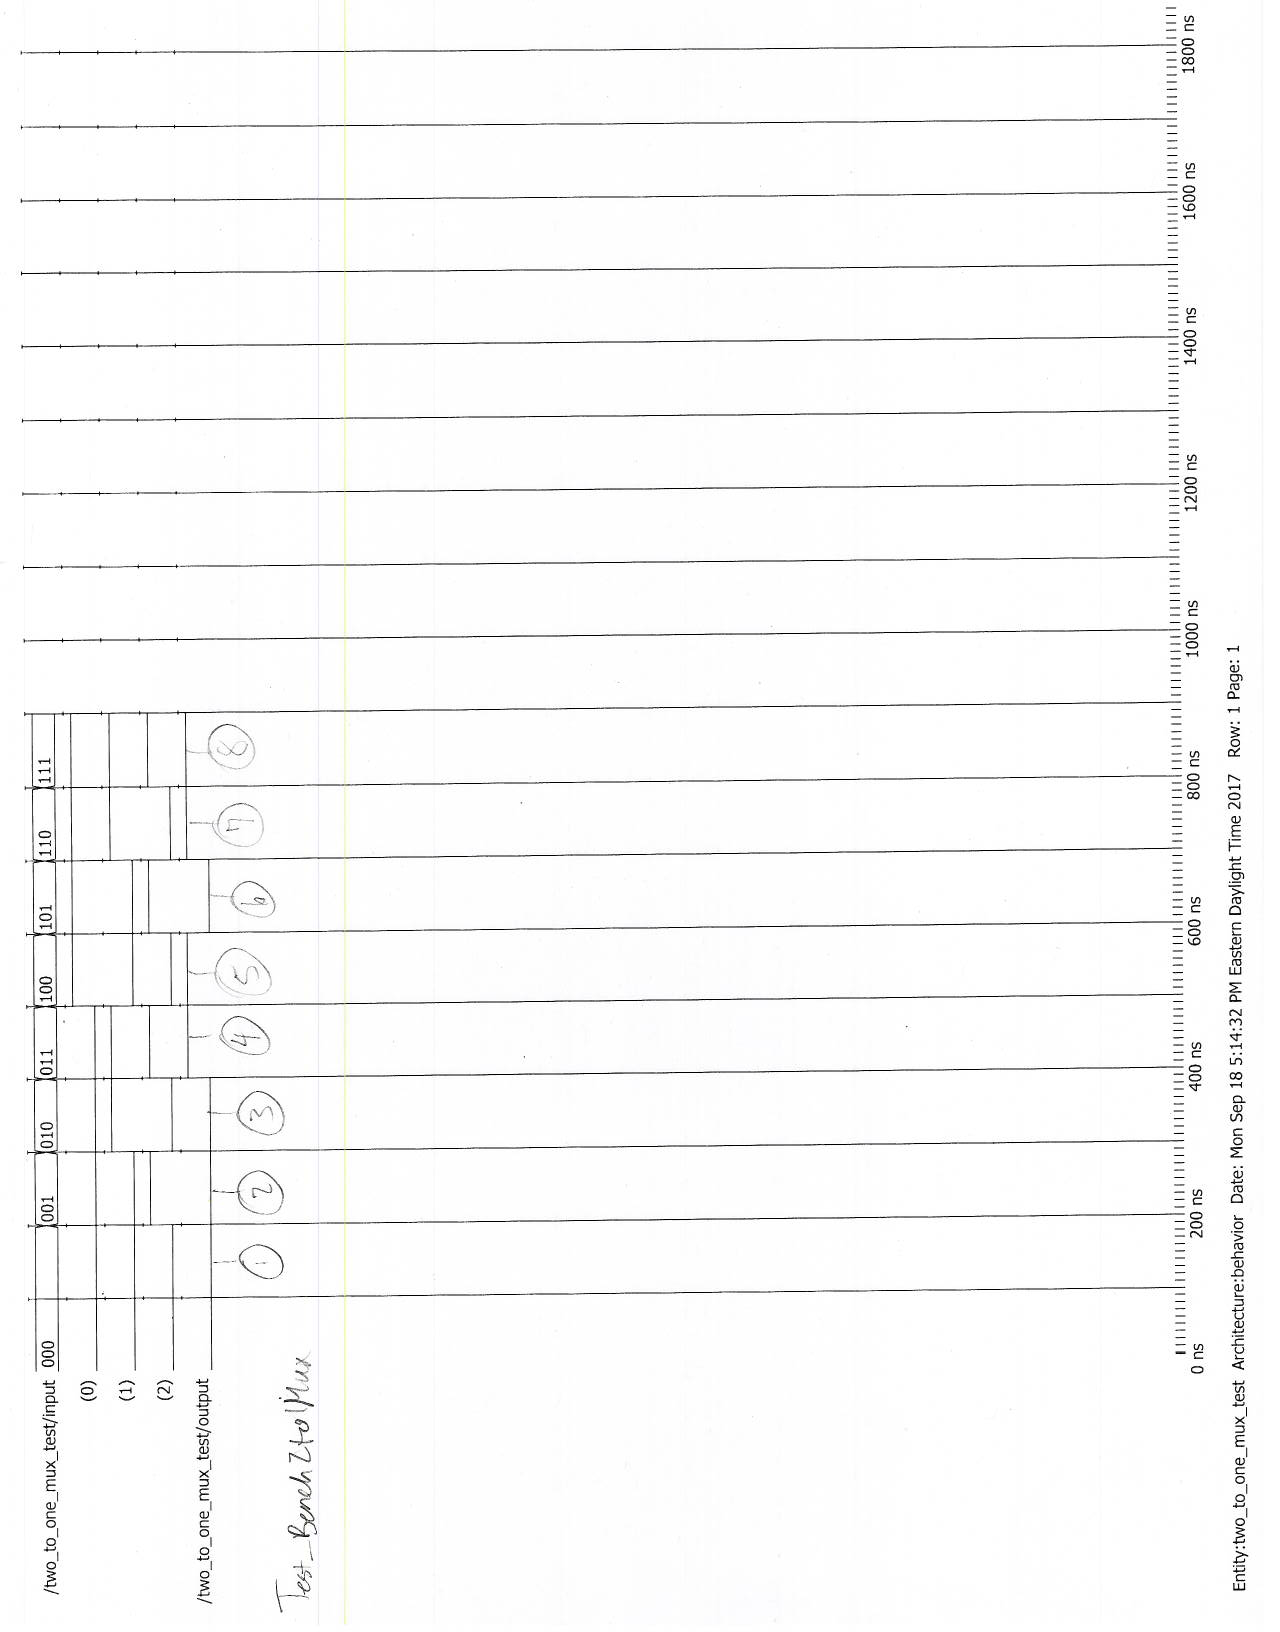 /two_to_one_mux_test/input 000 001 010 011 100 101 110 111
(0)
(1)
(2)
/two_to_one_mux_test/output
1 2 3 4 5 6 7 8
Test_Bench2to1Mux
0 ns 200 ns 400 ns 600 ns 800 ns 1000 ns 1200 ns 1400 ns 1600 ns 1800 ns
Entity:two_to_one_mux_test Architecture:behavior Date: Mon Sep 18 5:14:32 PM Eastern Daylight Time 2017 Row: 1 Page: 1